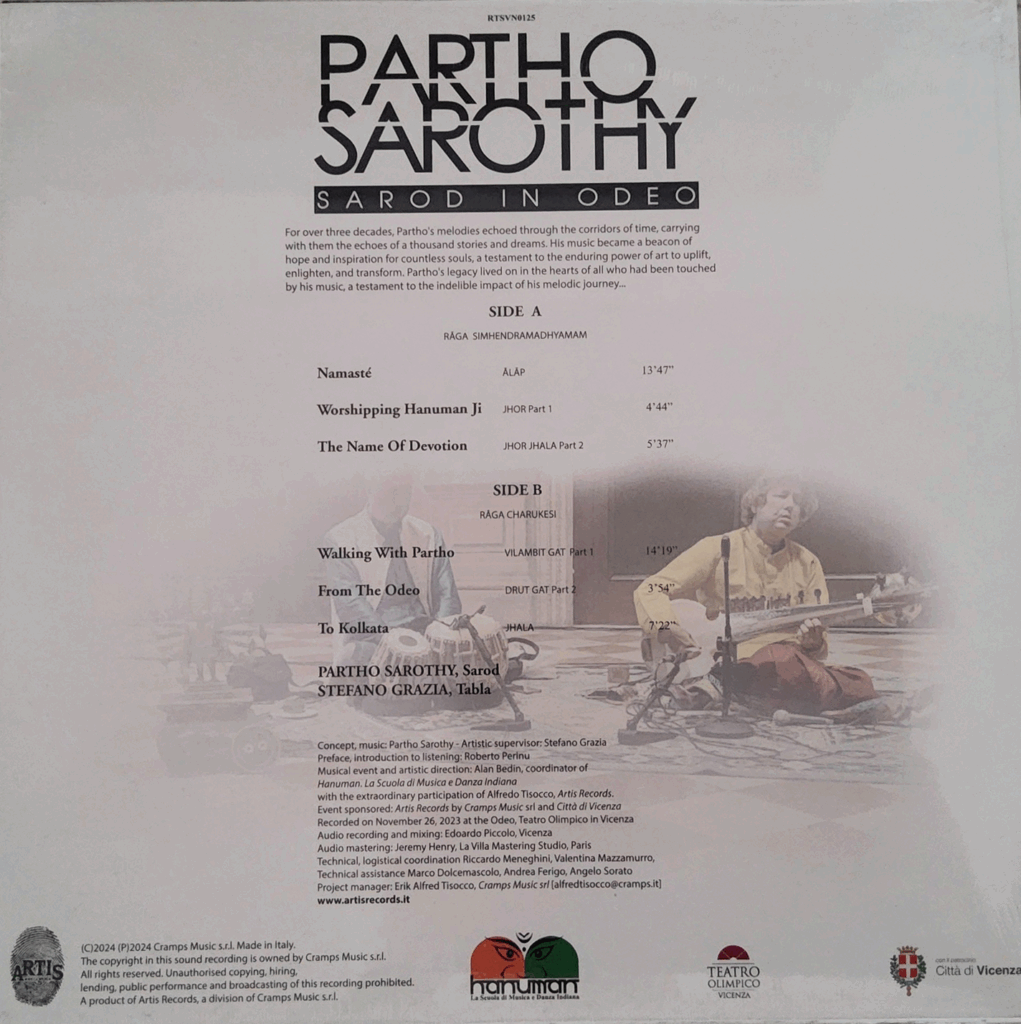 RTSVN0125
PARTHO
SAROTHY
SAROD IN ODEO
For over three decades, Partho's melodies echoed through the corridors of time, carrying
with them the echoes of a thousand stories and dreams. His music became a beacon of
hope and inspiration for countless souls, a testament to the enduring power of art to uplift,
enlighten, and transform. Partho's legacy lived on in the hearts of all who had been touched
by his music, a testament to the indelible impact of his melodic journey...
SIDE A
RÅGA SIMHENDRAMADHYAMAM
Namasté ÅLÅP 13'47"
Worshipping Hanuman Ji JHOR Part 1 4'44"
The Name Of Devotion JHOR JHALA Part 2 5'37"
SIDE B
RÅGA CHARUKESI
Walking With Partho VILAMBIT GAT Part 1 14'19"
From The Odeo DRUT GAT Part 2 3'54"
To Kolkata JHALA 7'22"
PARTHO SAROTHY, Sarod
STEFANO GRAZIA, Tabla
Concept, music: Partho Sarothy - Artistic supervisor: Stefano Grazia
Preface, introduction to listening: Roberto Perinu
Musical event and artistic direction: Alan Bedin, coordinator of
Hanuman. La Scuola di Musica e Danza Indiana
with the extraordinary participation of Alfredo Tisocco, Artis Records.
Event sponsored: Artis Records by Cramps Music srl and Città di Vicenza
Recorded on November 26, 2023 at the Odeo, Teatro Olimpico in Vicenza
Audio recording and mixing: Edoardo Piccolo, Vicenza
Audio mastering: Jeremy Henry, La Villa Mastering Studio, Paris
Technical, logistical coordination Riccardo Meneghini, Valentina Mazzamurro,
Technical assistance Marco Dolcemascolo, Andrea Ferigo, Angelo Sorato
Project manager: Erik Alfred Tisocco, Cramps Music srl [alfredtisocco@cramps.it]
www.artisrecords.it
ARTIS
(C)2024 (P)2024 Cramps Music s.r.l. Made in Italy.
The copyright in this sound recording is owned by Cramps Music s.r.l.
All rights reserved. Unauthorised copying, hiring,
lending, public performance and broadcasting of this recording prohibited.
A product of Artis Records, a division of Cramps Music s.r.l.
hanuman
La Scuola di Musica e Danza Indiana
TEATRO
OLIMPICO
VICENZA
con il patrocinio
Città di Vicenza